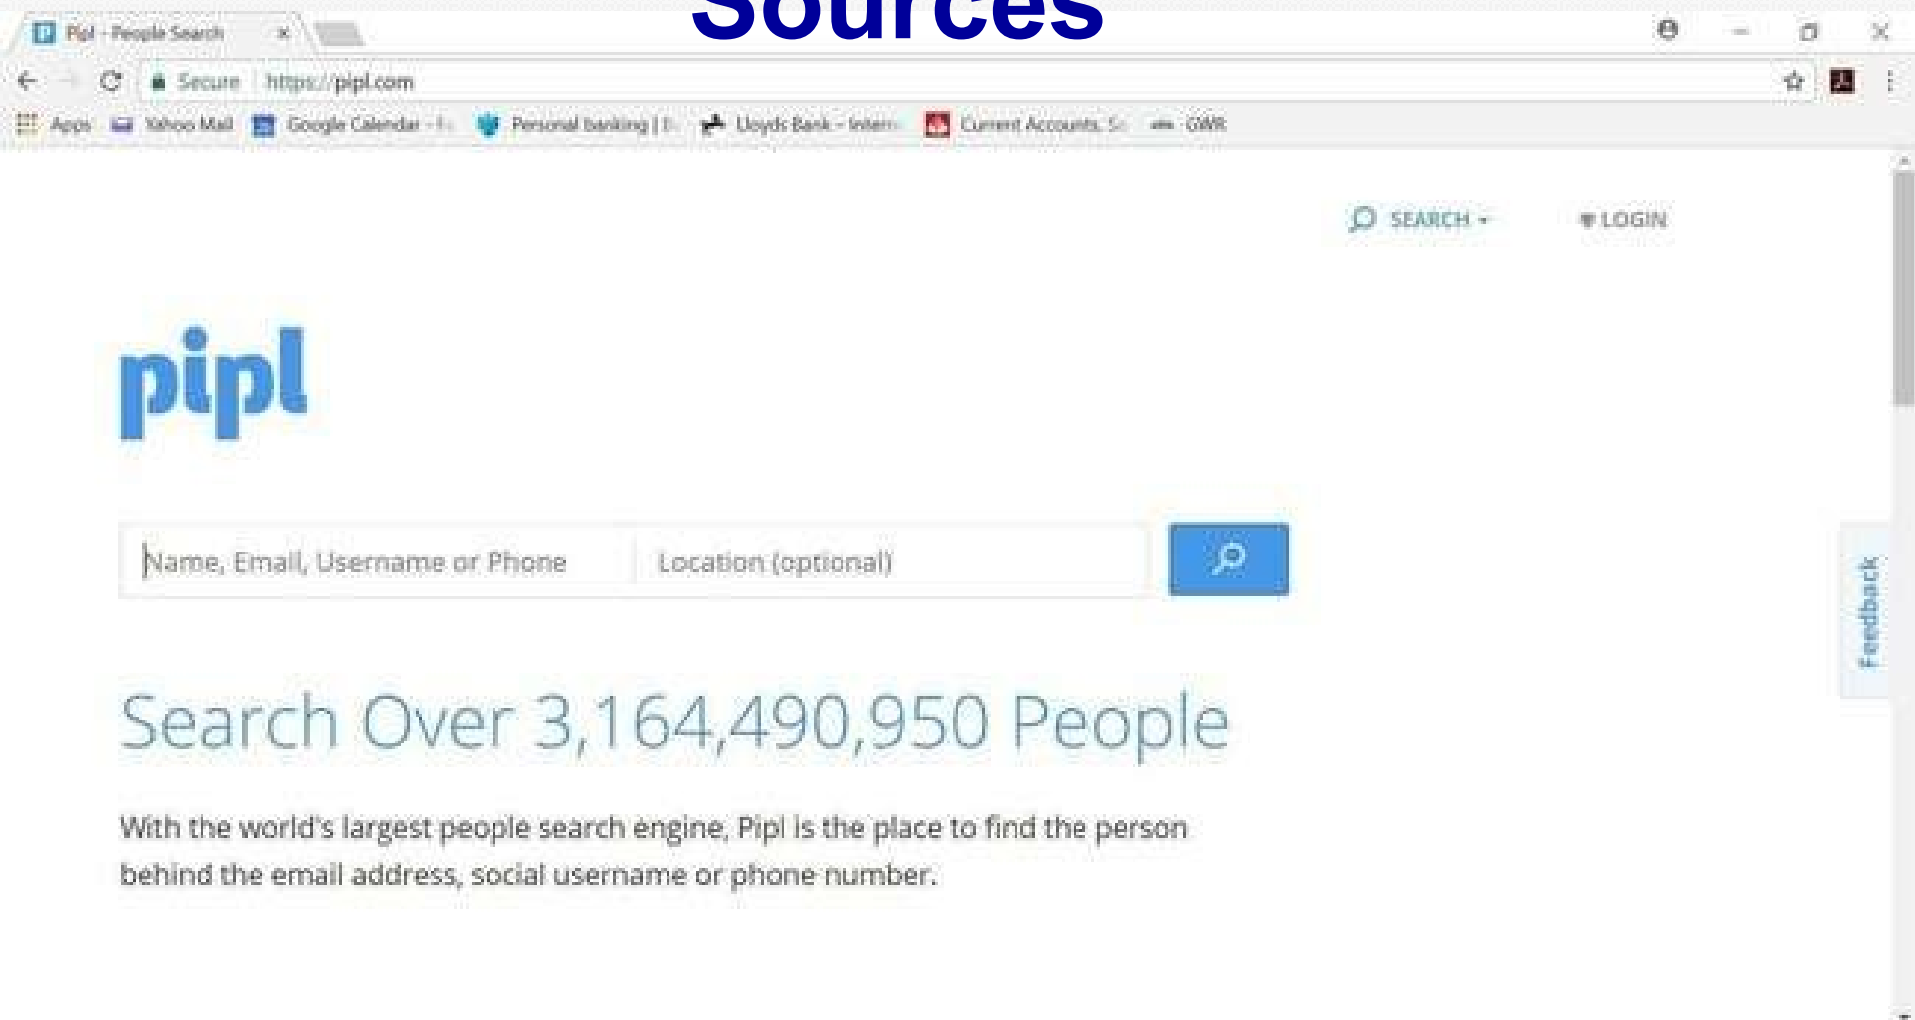 Sources
Pipl - People Search
Secure https://pipl.com
Apps Yahoo Mail Google Calendar - Personal banking | Lloyds Bank - Intern Current Accounts, GWR
SEARCH LOGIN
pipl
Name, Email, Username or Phone Location (optional)
Feedback
Search Over 3,164,490,950 People
With the world's largest people search engine, Pipl is the place to find the person
behind the email address, social username or phone number.